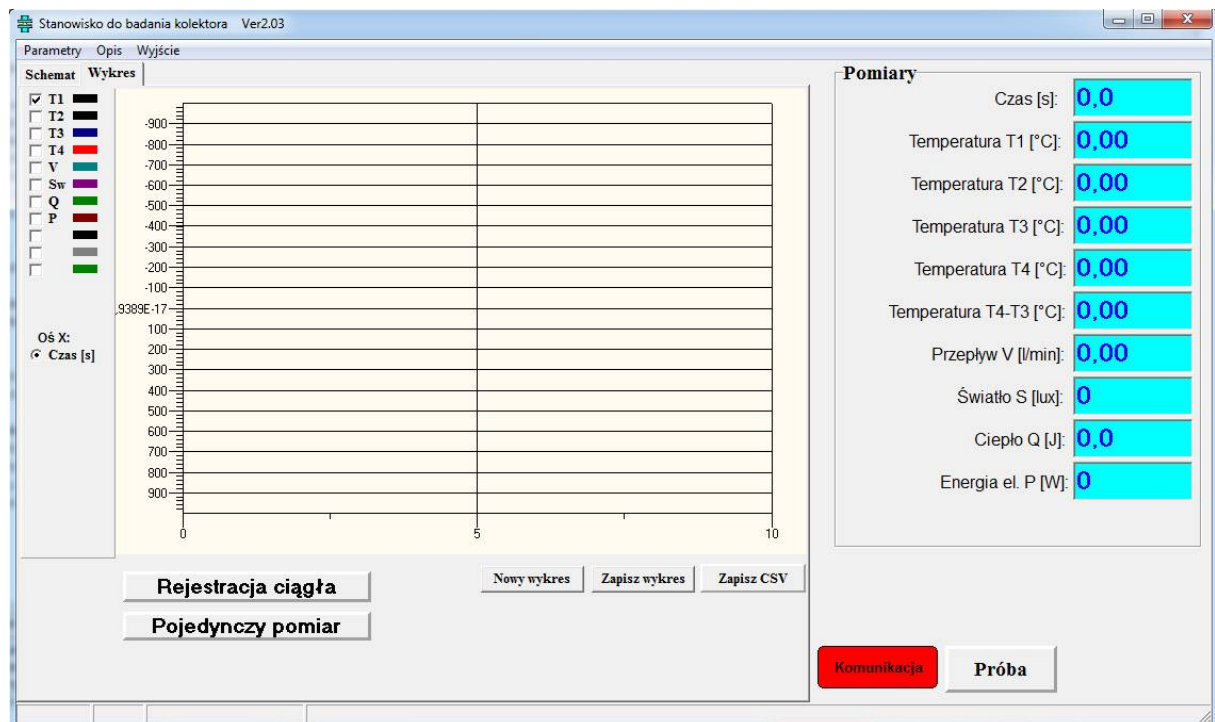 Stanowisko do badania kolektora Ver2.03
Parametry Opis Wyjście
Schemat Wykres
T1
T2
T3
T4
V
Sw
Q
P
Oś X:
Czas [s]
-900
-800
-700
-600
-500
-400
-300
-200
-100
,9389E-17
100
200
300
400
500
600
700
800
900
0 5 10
Rejestracja ciągła
Pojedynczy pomiar
Nowy wykres Zapisz wykres Zapisz CSV
Pomiary
Czas [s]: 0,0
Temperatura T1 [°C]: 0,00
Temperatura T2 [°C]: 0,00
Temperatura T3 [°C]: 0,00
Temperatura T4 [°C]: 0,00
Temperatura T4-T3 [°C]: 0,00
Przepływ V [l/min]: 0,00
Światło S [lux]: 0
Ciepło Q [J]: 0,0
Energia el. P [W]: 0
Komunikacja Próba